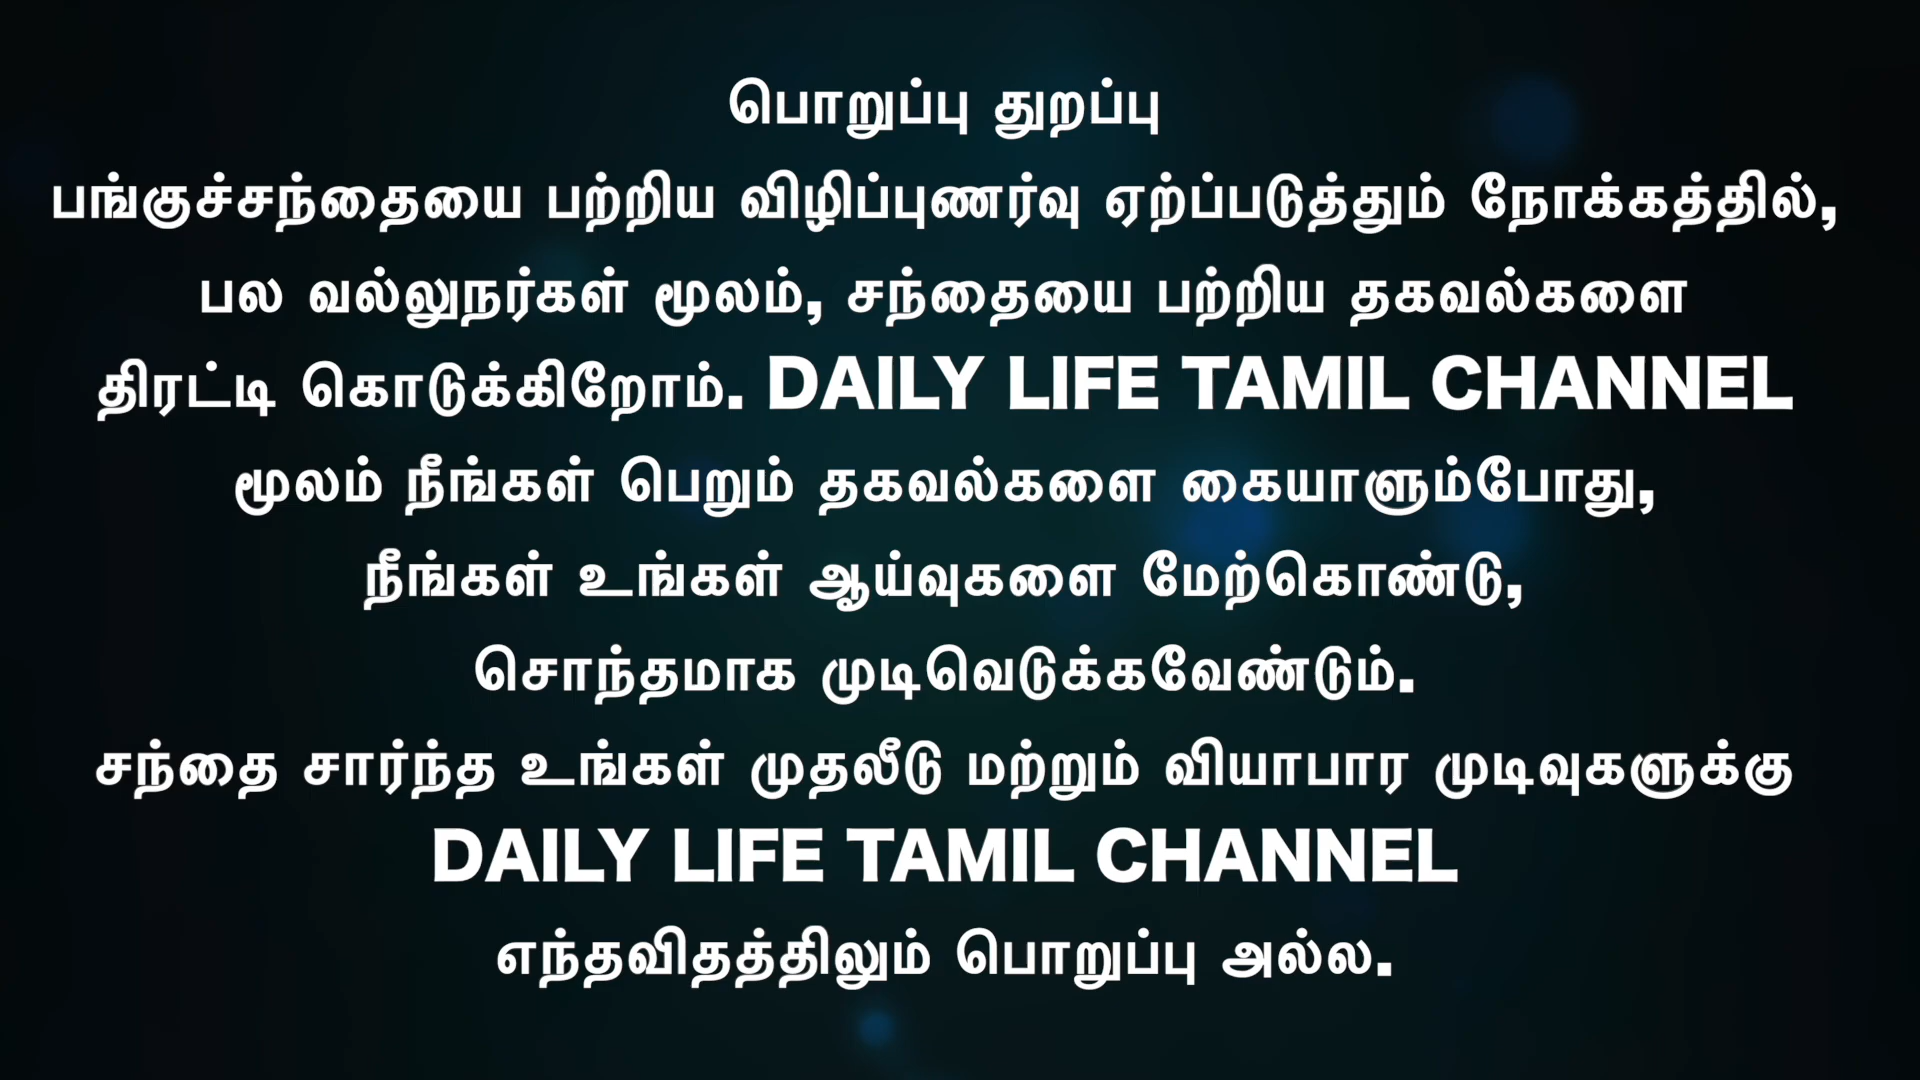 பொறுப்பு துறப்பு
பங்குச்சந்தையை பற்றிய விழிப்புணர்வு ஏற்ப்படுத்தும் நோக்கத்தில்,
பல வல்லுநர்கள் மூலம், சந்தையை பற்றிய தகவல்களை
திரட்டி கொடுக்கிறோம். DAILY LIFE TAMIL CHANNEL
மூலம் நீங்கள் பெறும் தகவல்களை கையாளும்போது,
நீங்கள் உங்கள் ஆய்வுகளை மேற்கொண்டு,
சொந்தமாக முடிவெடுக்கவேண்டும்.
சந்தை சார்ந்த உங்கள் முதலீடு மற்றும் வியாபார முடிவுகளுக்கு
DAILY LIFE TAMIL CHANNEL
எந்தவிதத்திலும் பொறுப்பு அல்ல.